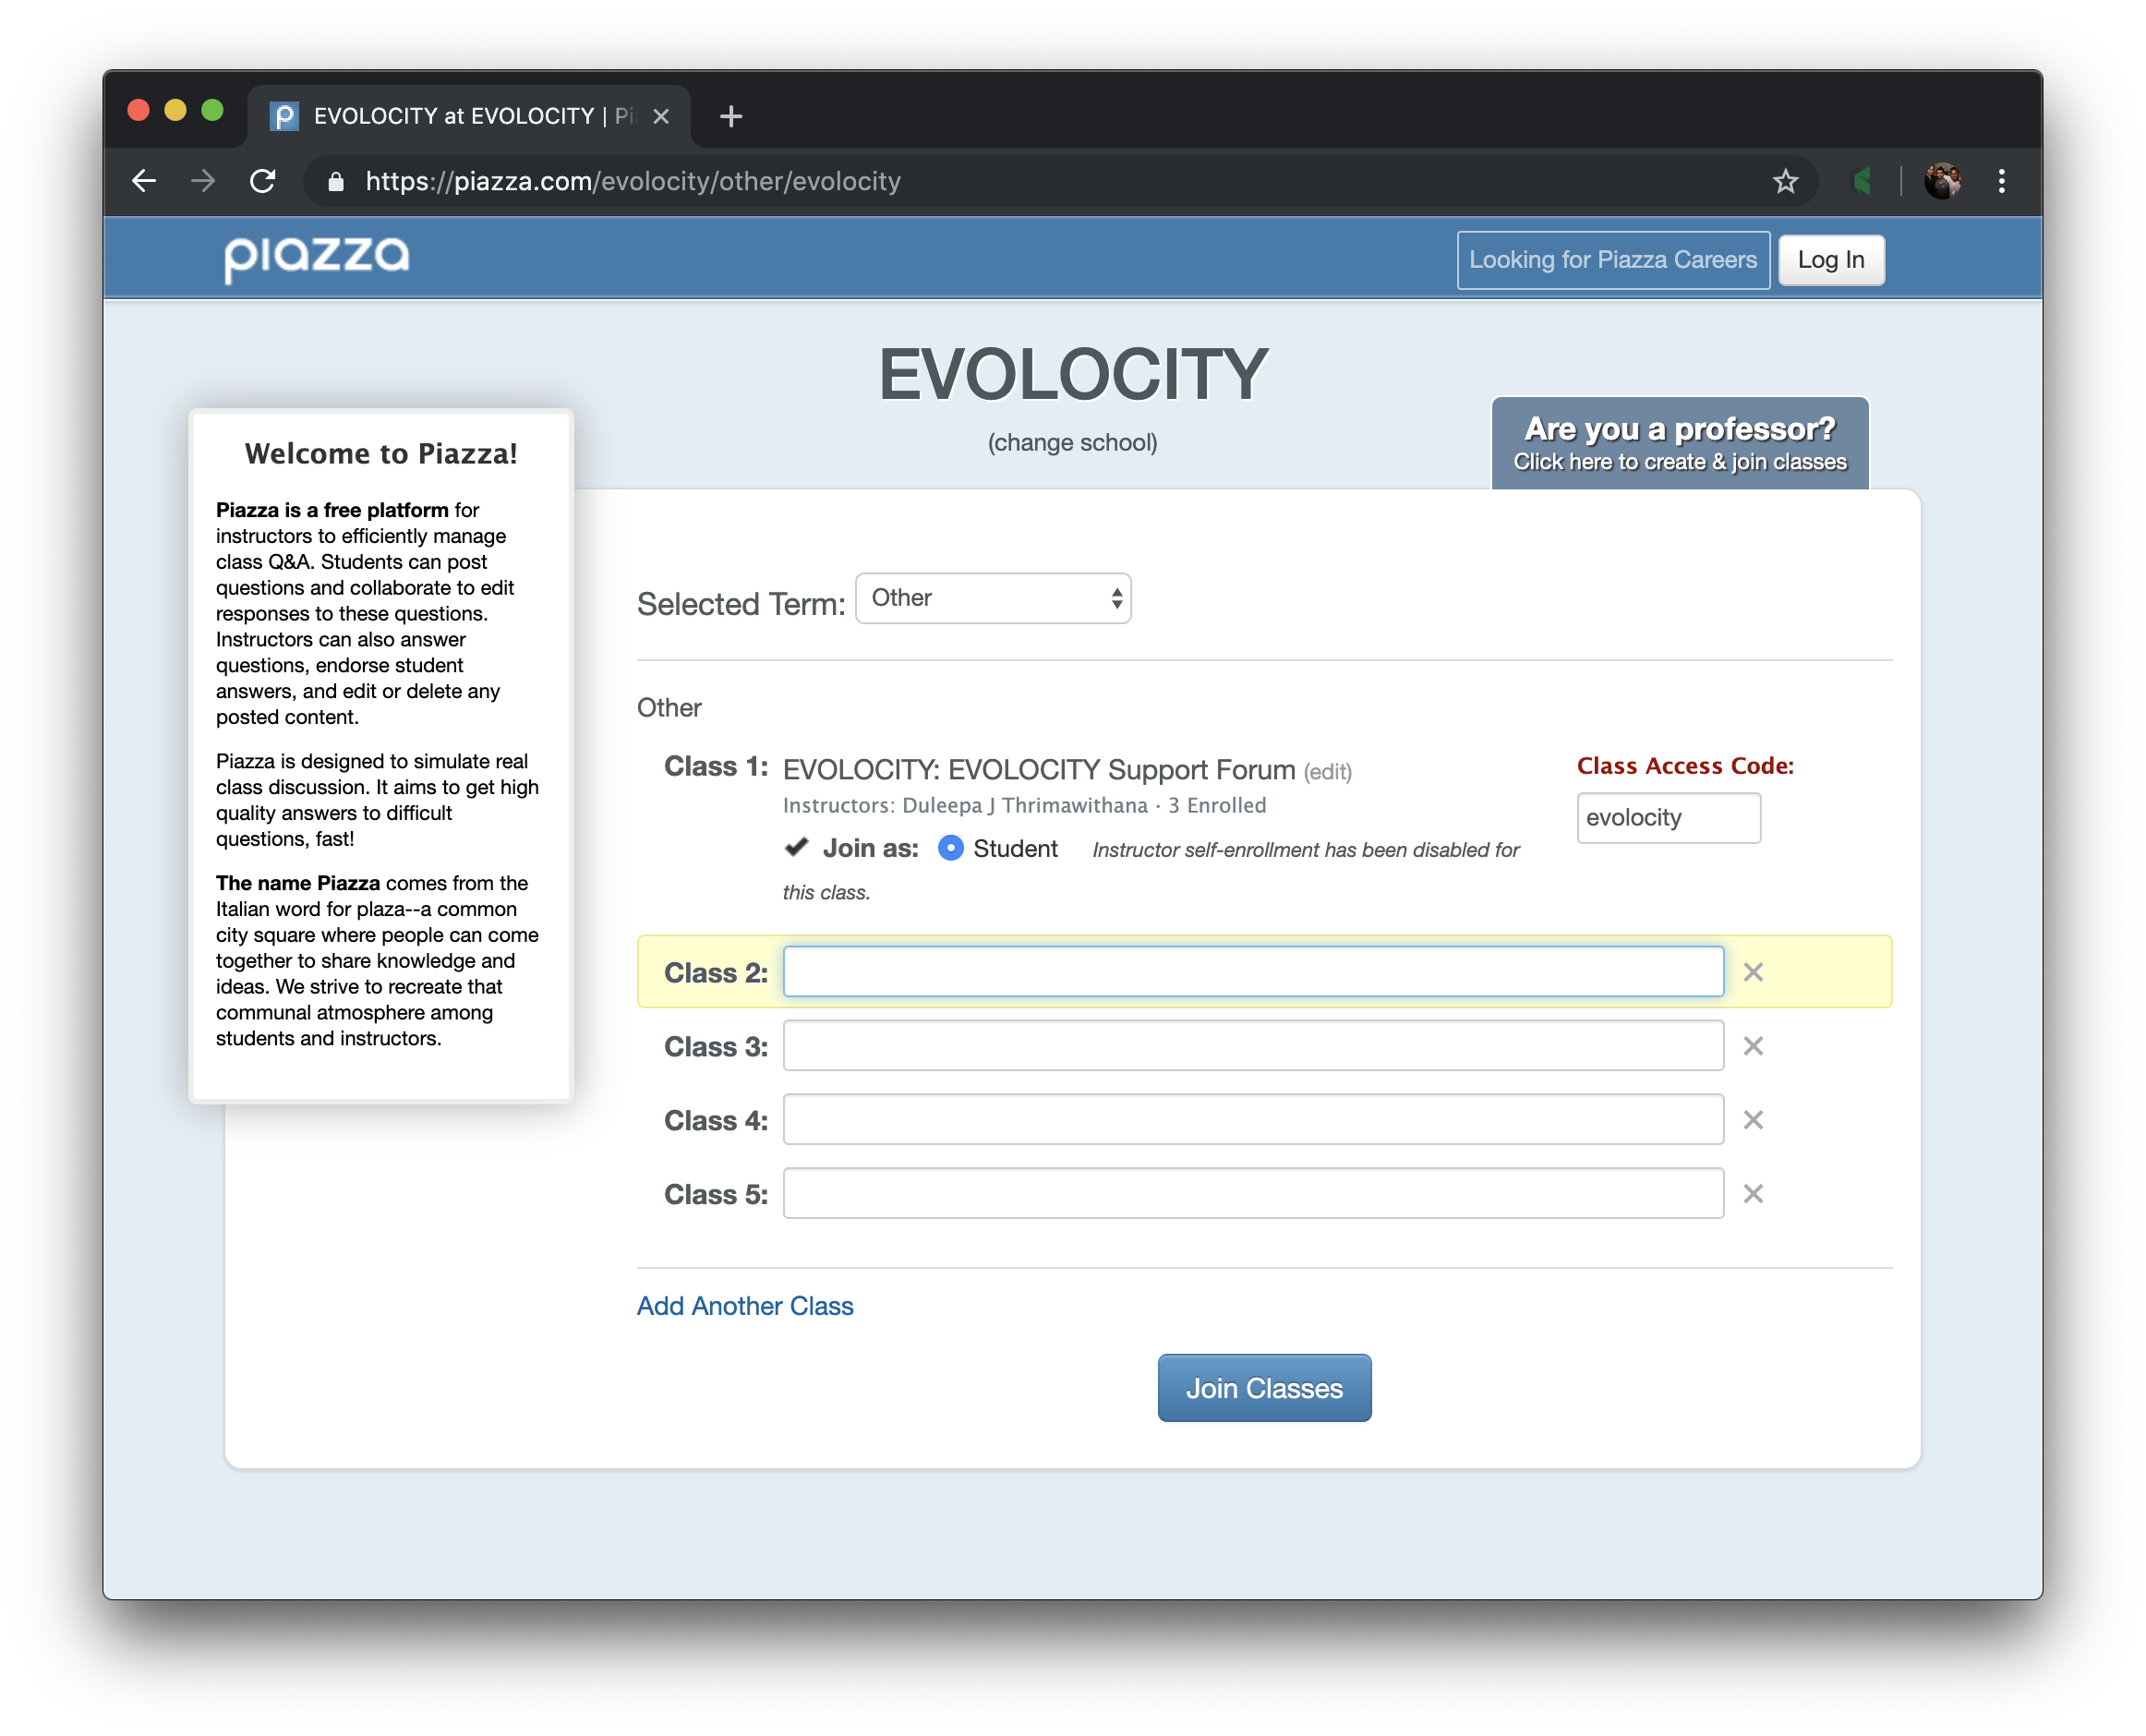 EVOLOCITY at EVOLOCITY | Pi
https://piazza.com/evolocity/other/evolocity
piazza
Looking for Piazza Careers
Log In
EVOLOCITY
(change school)
Are you a professor?
Click here to create & join classes
Welcome to Piazza!
Piazza is a free platform for
instructors to efficiently manage
class Q&A. Students can post
questions and collaborate to edit
responses to these questions.
Instructors can also answer
questions, endorse student
answers, and edit or delete any
posted content.
Piazza is designed to simulate real
class discussion. It aims to get high
quality answers to difficult
questions, fast!
The name Piazza comes from the
Italian word for plaza--a common
city square where people can come
together to share knowledge and
ideas. We strive to recreate that
communal atmosphere among
students and instructors.
Selected Term: Other
Other
Class 1: EVOLOCITY: EVOLOCITY Support Forum (edit)
Instructors: Duleepa J Thrimawithana · 3 Enrolled
Join as: Student Instructor self-enrollment has been disabled for
this class.
Class Access Code:
evolocity
Class 2:
Class 3:
Class 4:
Class 5:
Add Another Class
Join Classes